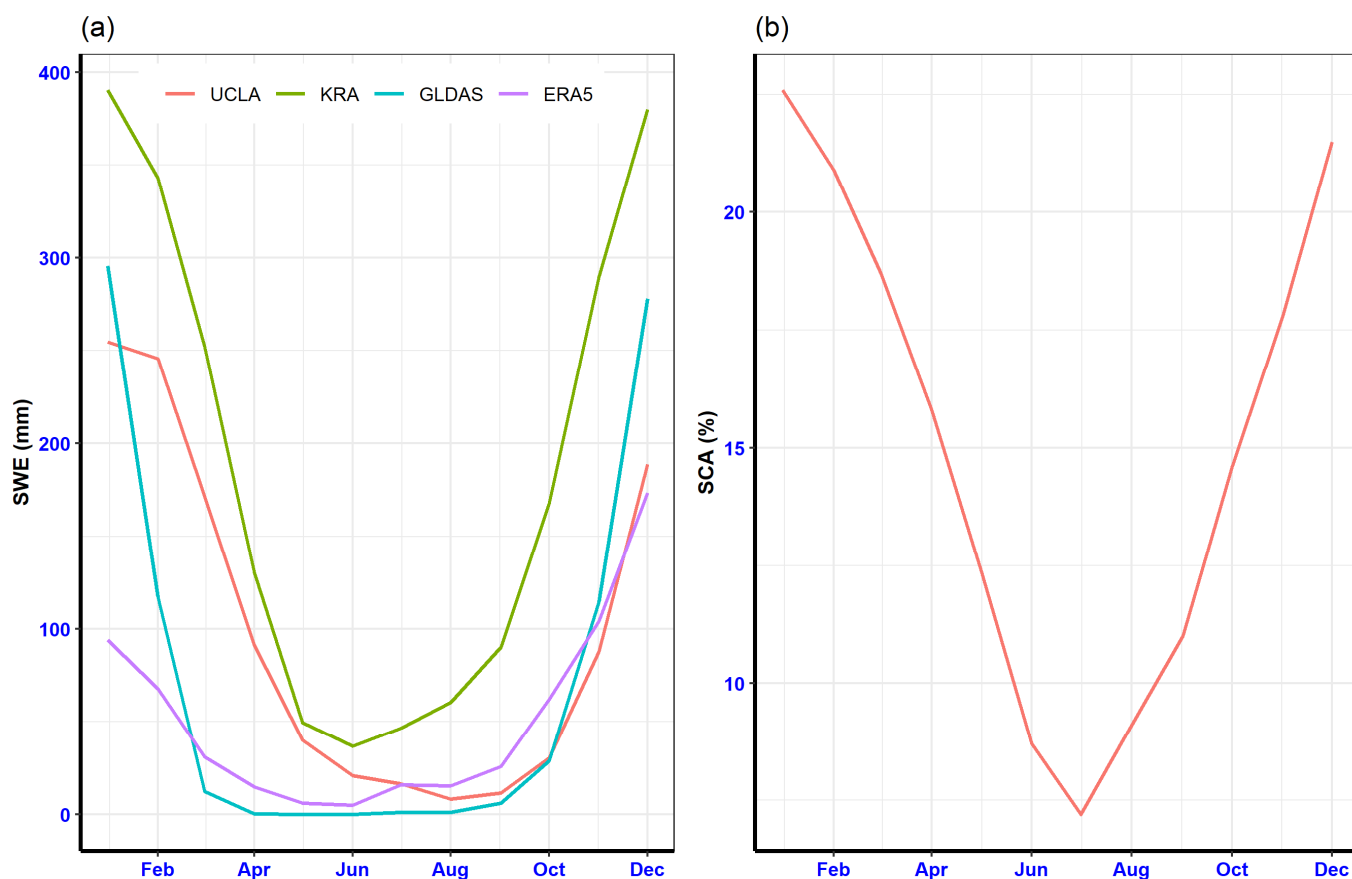 (a)
SWE (mm)
400
300
200
100
0
UCLA KRA GLDAS ERA5
Feb Apr Jun Aug Oct Dec
(b)
SCA (%)
20
15
10
Feb Apr Jun Aug Oct Dec